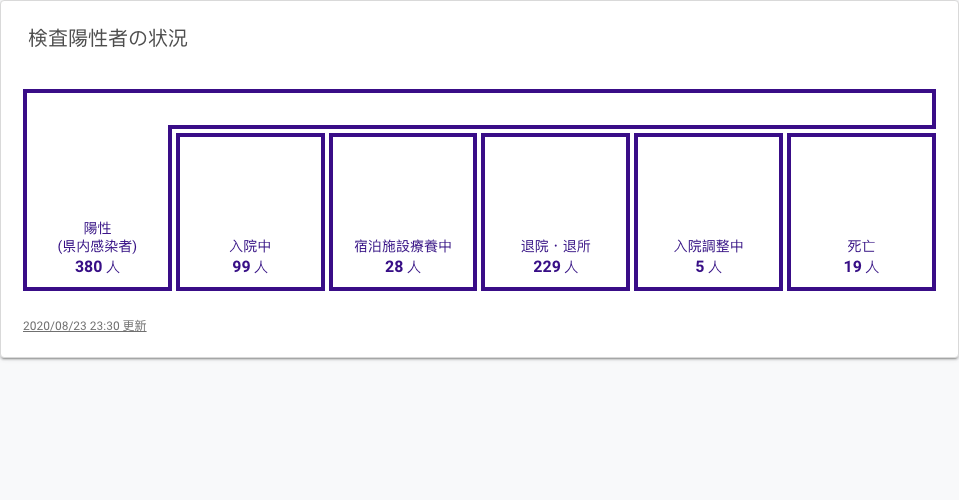 検査陽性者の状況
陽性
(県内感染者)
380 人
入院中
99 人
宿泊施設療養中
28 人
退院・退所
229 人
入院調整中
5 人
死亡
19 人
2020/08/23 23:30 更新